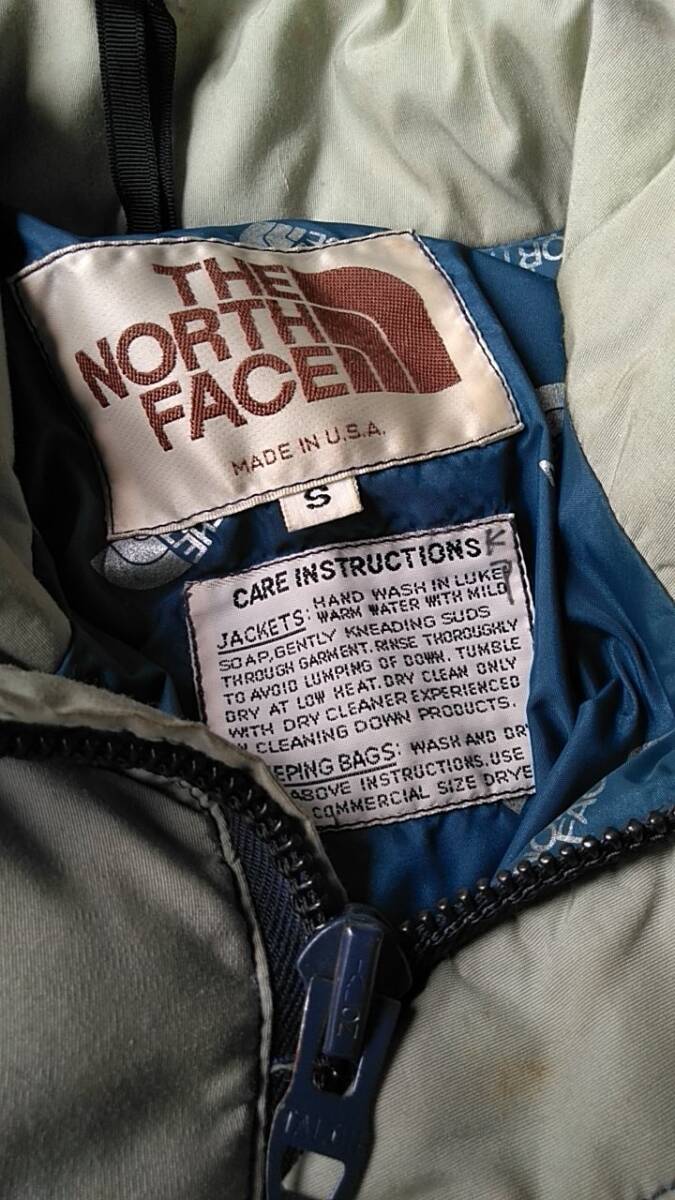 THE
NORTH
FACE
MADE IN U.S.A.
S
CARE INSTRUCTIONS
JACKETS: HAND WASH IN LUKE
WARM WATER WITH MILD
SOAP, GENTLY KNEADING SUDS
THROUGH GARMENT. RINSE THOROUGHLY
TO AVOID LUMPING OF DOWN. TUMBLE
DRY AT LOW HEAT. DRY CLEAN ONLY
WITH DRY CLEANER EXPERIENCED
N CLEANING DOWN PRODUCTS.
EPING BAGS: WASH AND DRY
ABOVE INSTRUCTIONS. USE
COMMERCIAL SIZE DRYE
TALON